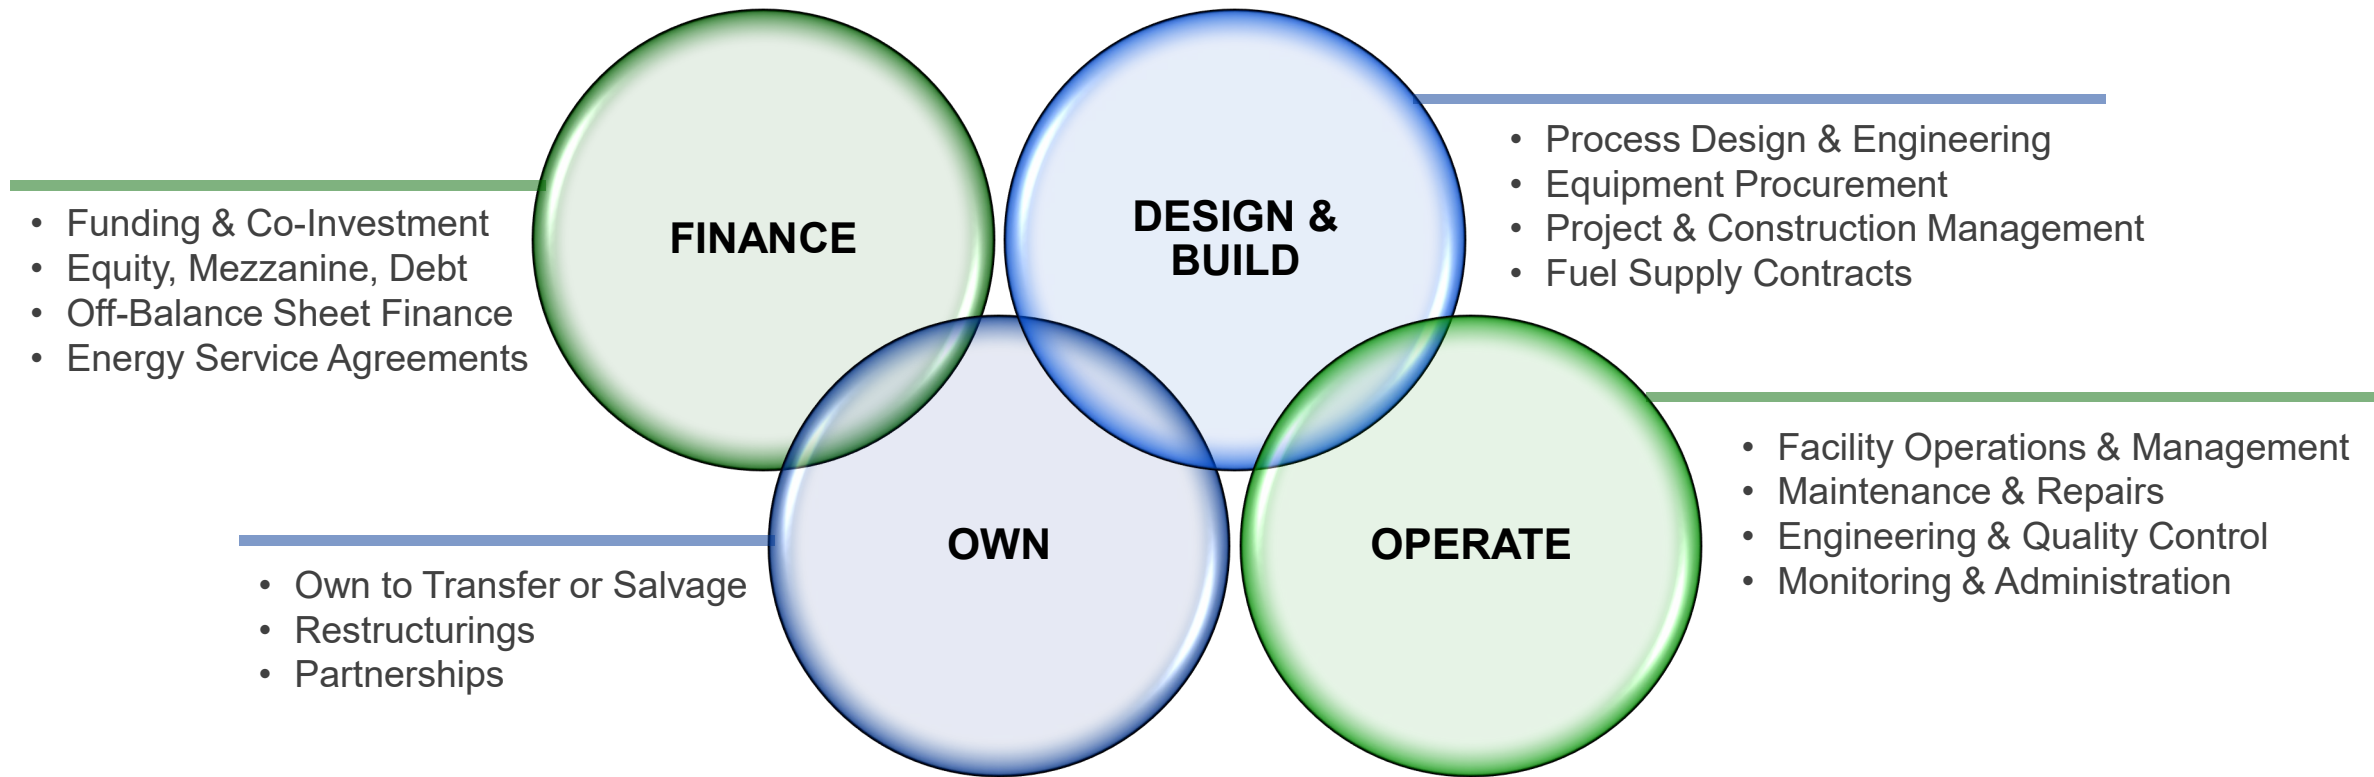 FINANCE
• Funding & Co-Investment
• Equity, Mezzanine, Debt
• Off-Balance Sheet Finance
• Energy Service Agreements
DESIGN &
BUILD
• Process Design & Engineering
• Equipment Procurement
• Project & Construction Management
• Fuel Supply Contracts
OWN
• Own to Transfer or Salvage
• Restructurings
• Partnerships
OPERATE
• Facility Operations & Management
• Maintenance & Repairs
• Engineering & Quality Control
• Monitoring & Administration